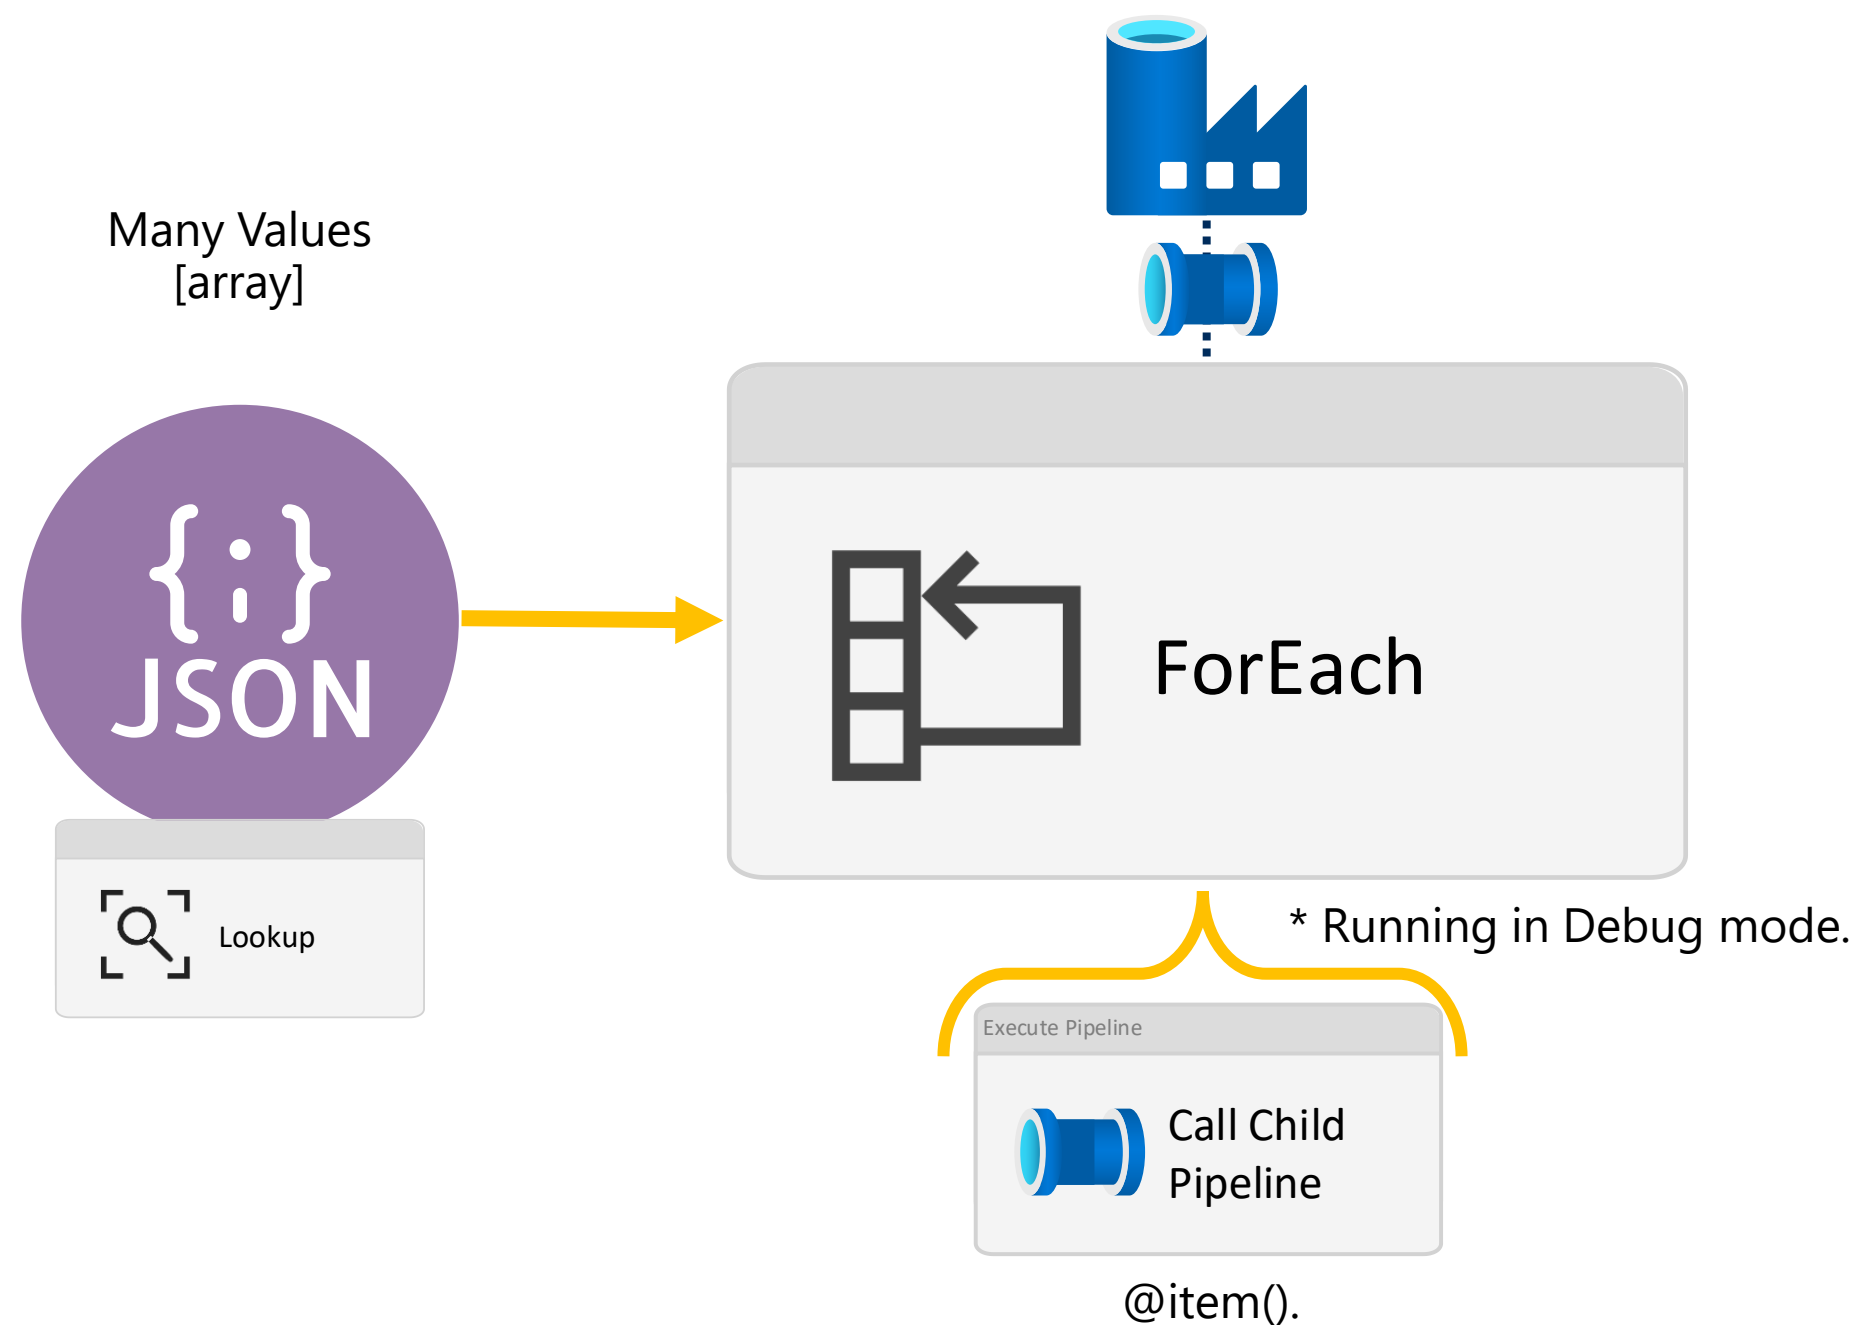 Many Values
[array]
{;}
JSON
Lookup
ForEach
* Running in Debug mode.
Execute Pipeline
Call Child
Pipeline
@item().